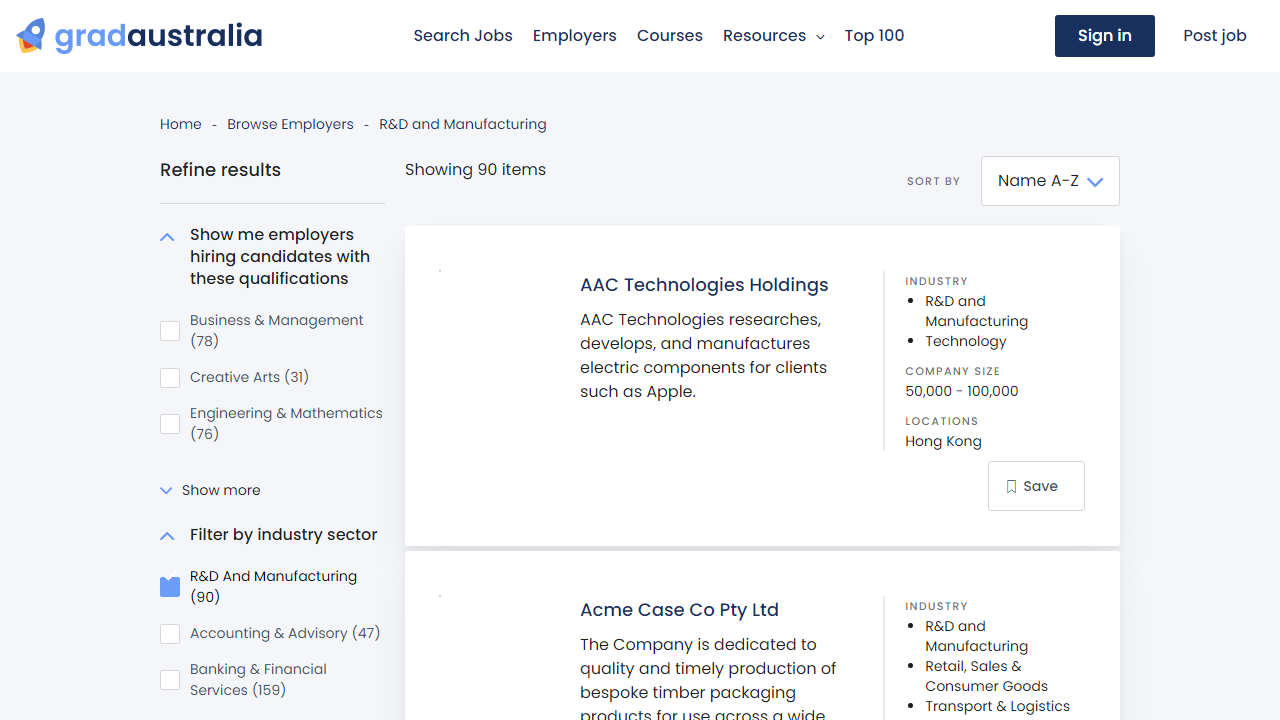 gradaustralia
Search Jobs
Employers
Courses
Resources
Top 100
Sign in
Post job
Home - Browse Employers - R&D and Manufacturing
Refine results
Show me employers
hiring candidates with
these qualifications
Business & Management
(78)
Creative Arts (31)
Engineering & Mathematics
(76)
Show more
Filter by industry sector
R&D And Manufacturing
(90)
Accounting & Advisory (47)
Banking & Financial
Services (159)
Showing 90 items
SORT BY
Name A-Z
AAC Technologies Holdings
AAC Technologies researches,
develops, and manufactures
electric components for clients
such as Apple.
INDUSTRY
R&D and
Manufacturing
Technology
COMPANY SIZE
50,000 - 100,000
LOCATIONS
Hong Kong
Save
Acme Case Co Pty Ltd
The Company is dedicated to
quality and timely production of
bespoke timber packaging
products for use across a wide
INDUSTRY
R&D and
Manufacturing
Retail, Sales &
Consumer Goods
Transport & Logistics